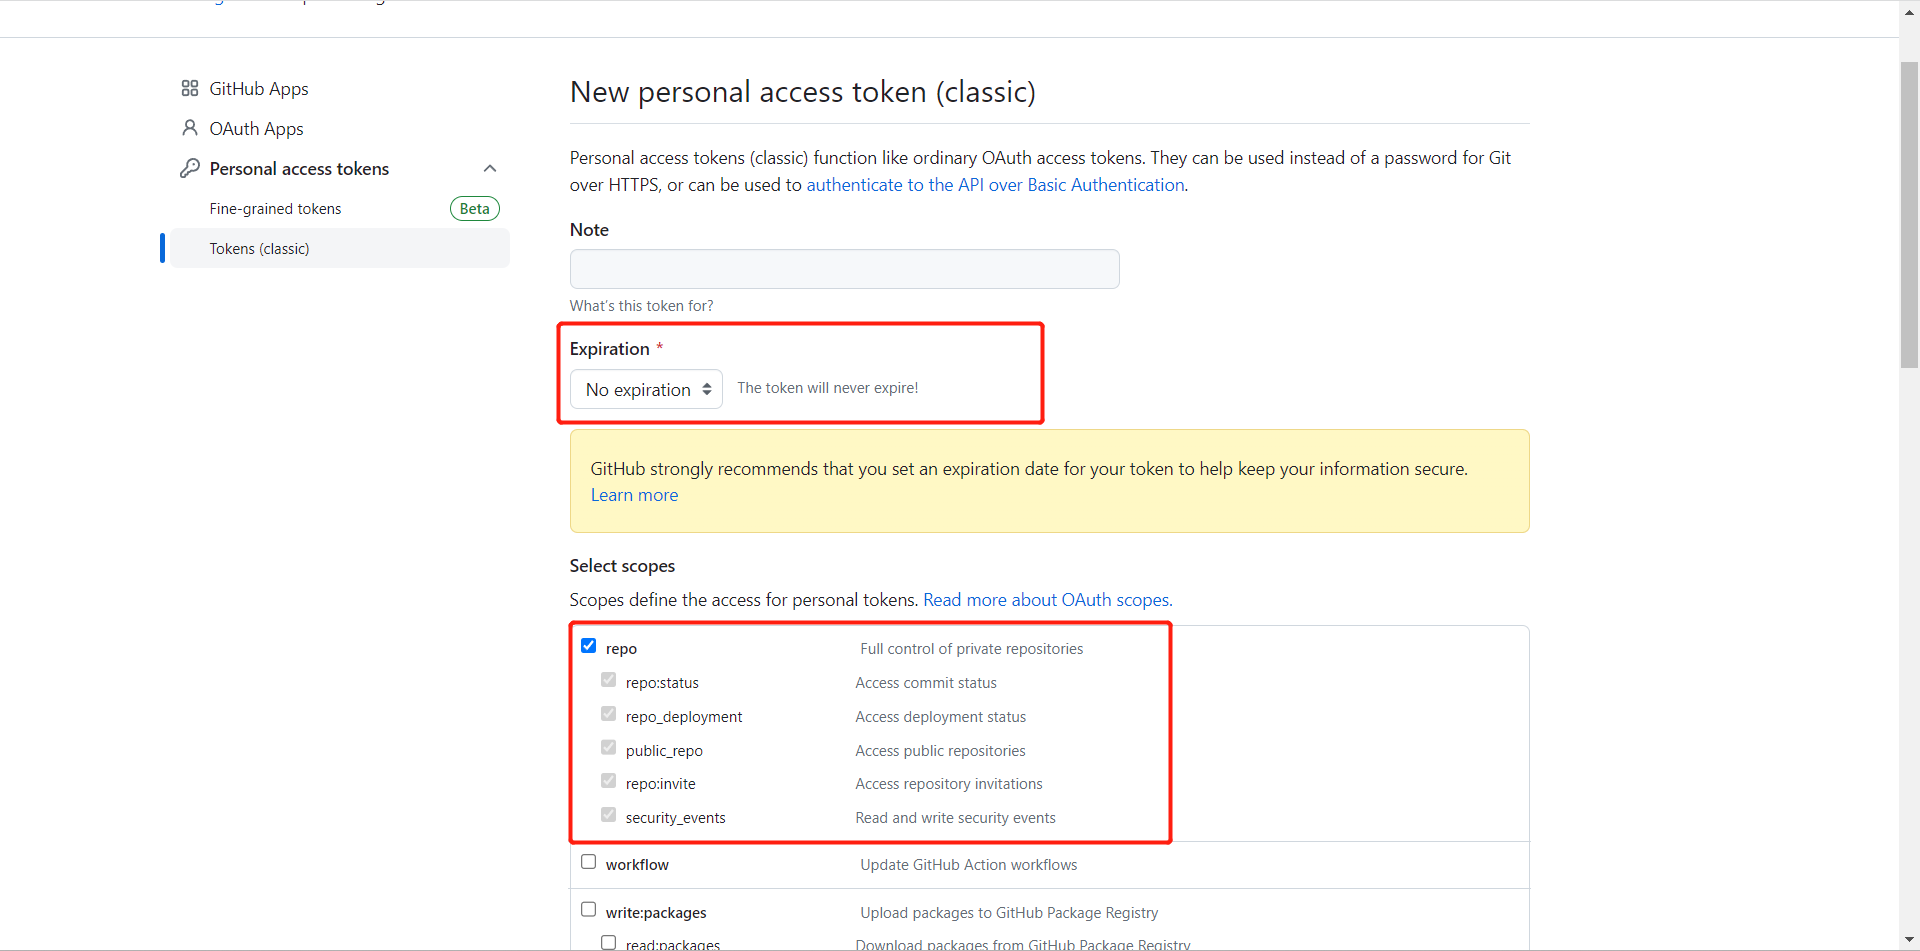 GitHub Apps
OAuth Apps
Personal access tokens
Fine-grained tokens
Beta
Tokens (classic)
New personal access token (classic)
Personal access tokens (classic) function like ordinary OAuth access tokens. They can be used instead of a password for Git
over HTTPS, or can be used to authenticate to the API over Basic Authentication.
Note
What's this token for?
Expiration *
No expiration The token will never expire!
GitHub strongly recommends that you set an expiration date for your token to help keep your information secure.
Learn more
Select scopes
Scopes define the access for personal tokens. Read more about OAuth scopes.
repo Full control of private repositories
repo:status Access commit status
repo_deployment Access deployment status
public_repo Access public repositories
repo:invite Access repository invitations
security_events Read and write security events
workflow Update GitHub Action workflows
write:packages Upload packages to GitHub Package Registry
read:packages Download packages from GitHub Package Registry